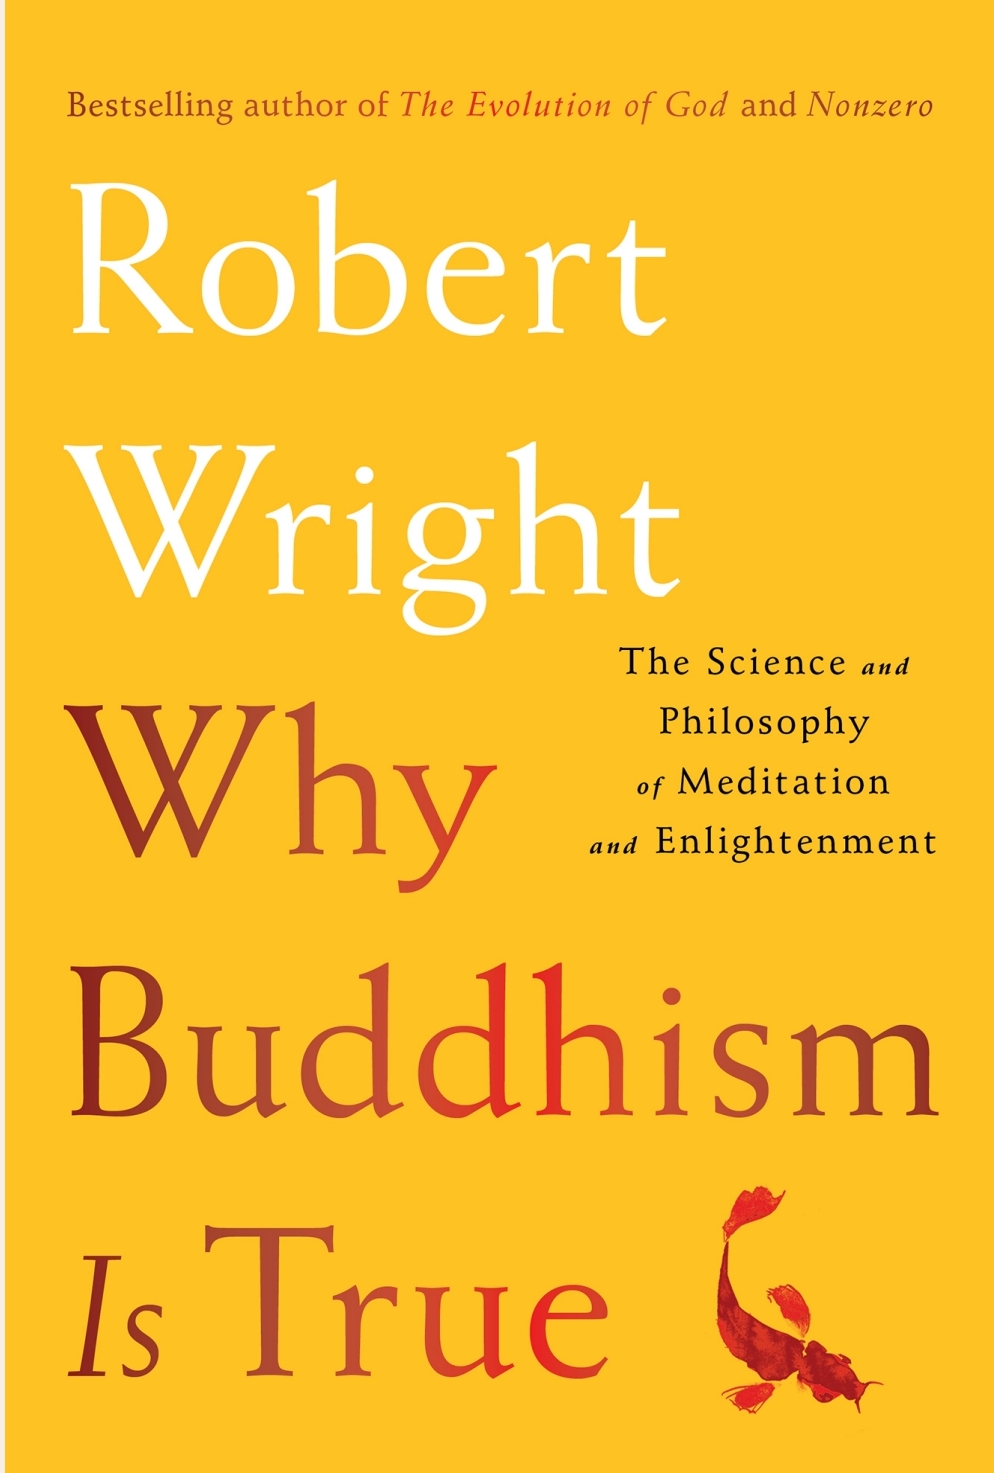 Bestselling author of The Evolution of God and Nonzero
Robert
Wright
The Science and
Philosophy
of Meditation
and Enlightenment
Why
Buddhism
Is True